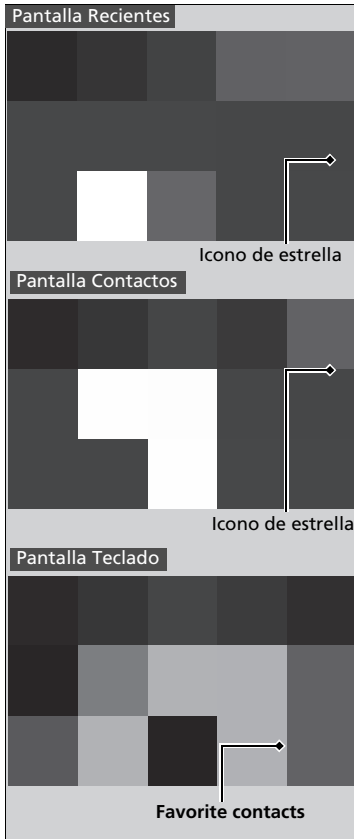 Pantalla Recientes
Icono de estrella
Pantalla Contactos
Icono de estrella
Pantalla Teclado
Favorite contacts